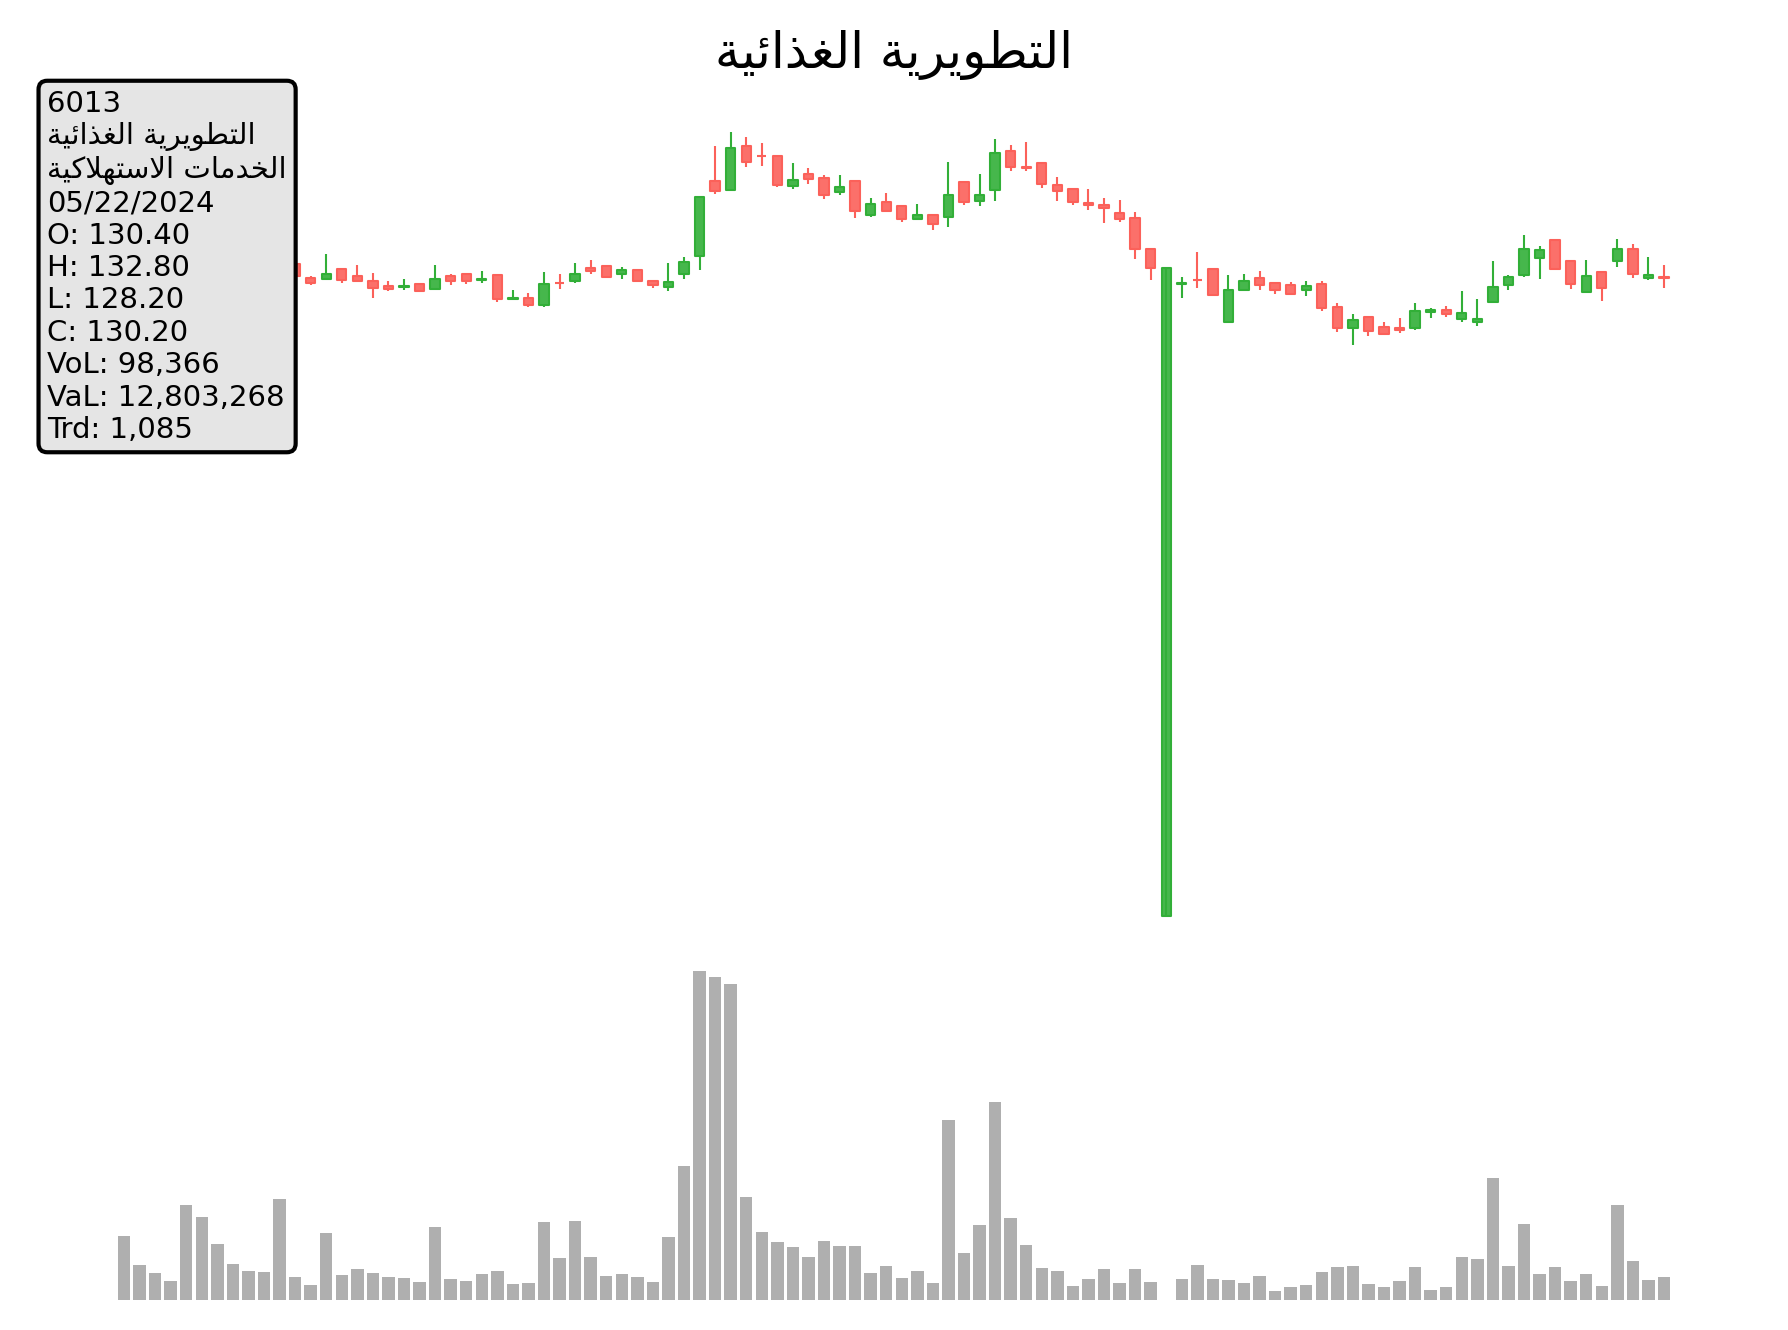 التطويرية الغذائية
6013
التطويرية الغذائية
الخدمات الاستهلاكية
05/22/2024
O: 130.40
H: 132.80
L: 128.20
C: 130.20
VoL: 98,366
VaL: 12,803,268
Trd: 1,085